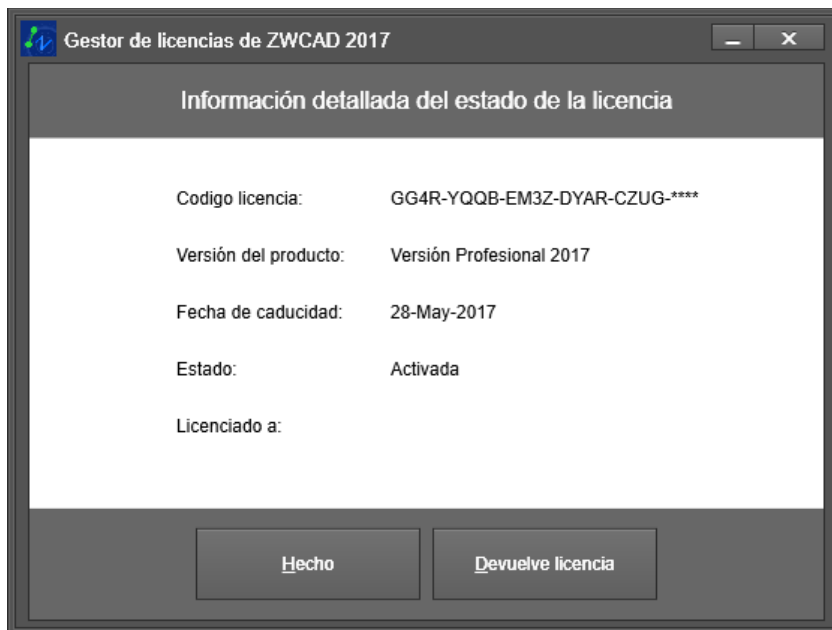 Gestor de licencias de ZWCAD 2017
Información detallada del estado de la licencia
Codigo licencia: GG4R-YQQB-EM3Z-DYAR-CZUG-****
Versión del producto: Versión Profesional 2017
Fecha de caducidad: 28-May-2017
Estado: Activada
Licenciado a:
Hecho Devuelve licencia